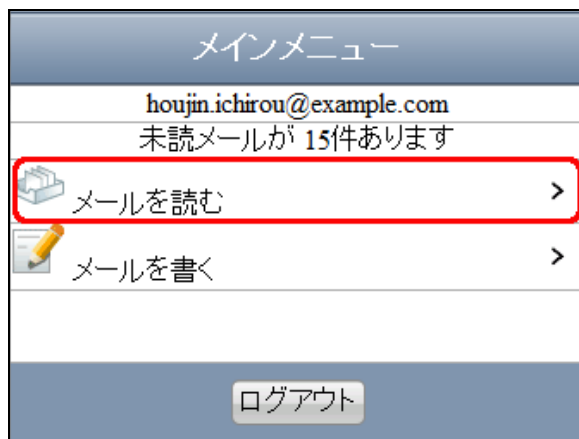 メインメニュー
houjin.ichirou@example.com
未読メールが 15件あります
メールを読む
メールを書く
ログアウト